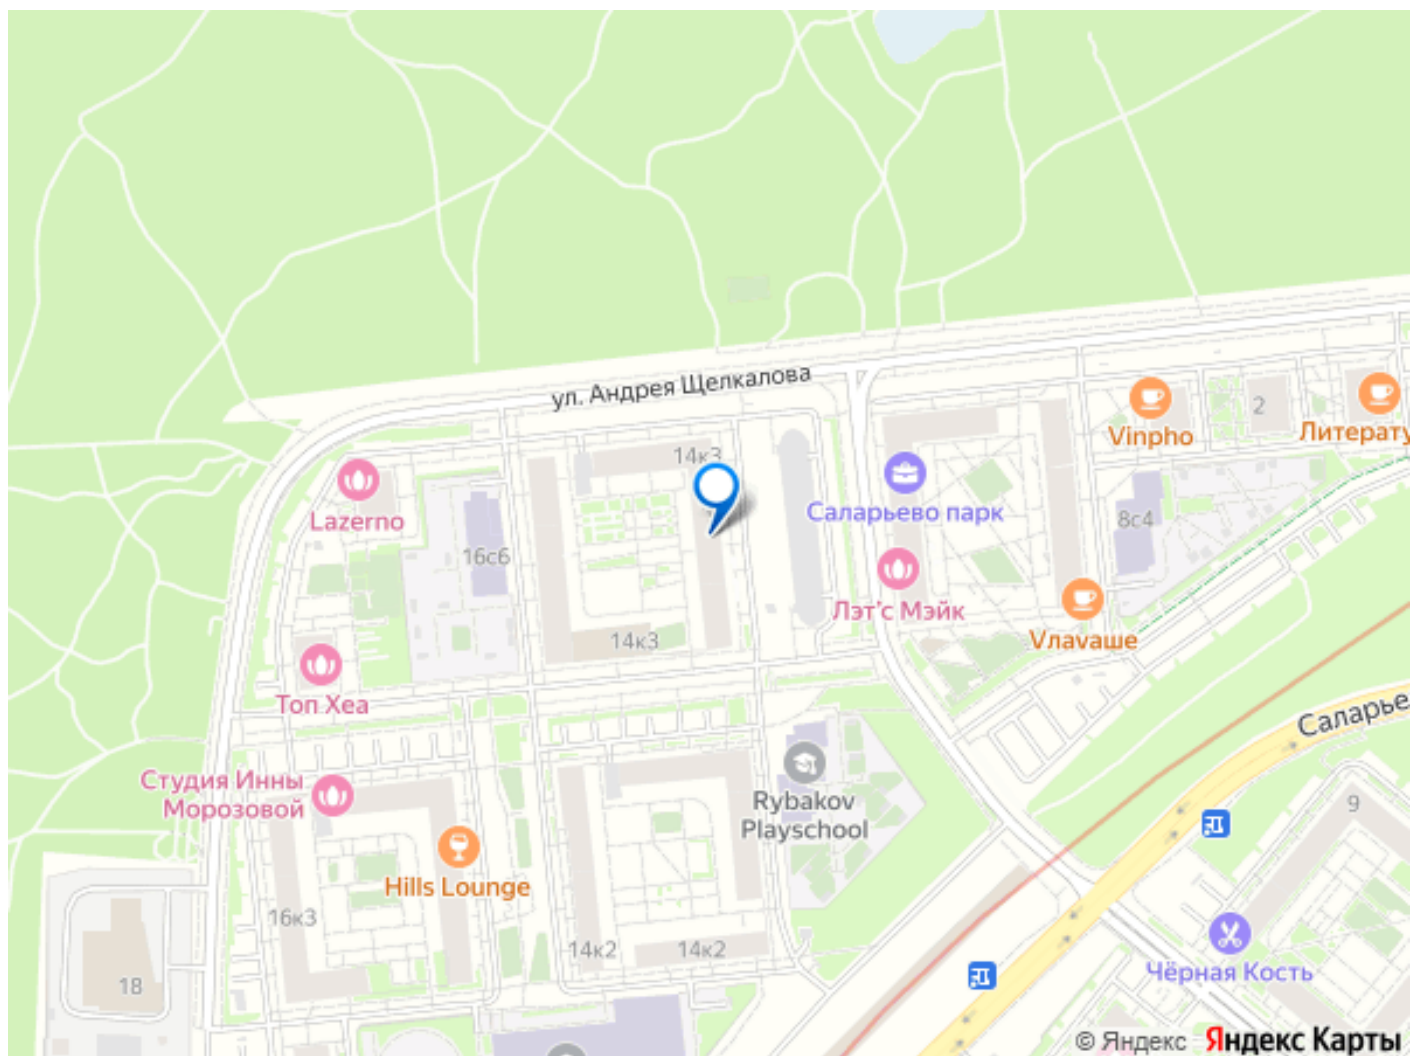 ул. Андрея Щелкалова
Vinpho
2
Литерату
14к3
Lazerno
Саларьево парк
8с4
16с6
Лэт'с Мэйк
Vлаvаше
14к3
Топ Хеа
Саларье
Студия Инны
Морозовой
Rybakov
Playschool
9
Hills Lounge
16к3
14к2
14к2
Чёрная Кость
18
© Яндекс Яндекс Карты